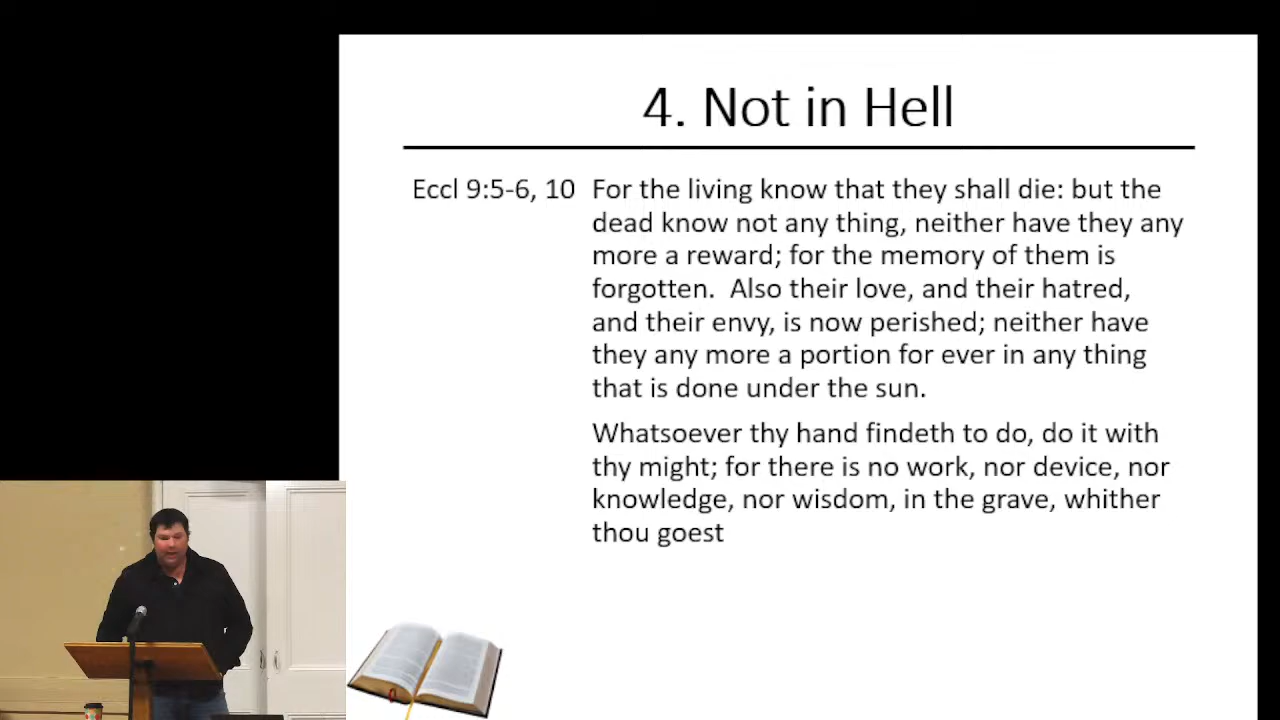 4. Not in Hell
Eccl 9:5-6, 10 For the living know that they shall die: but the
dead know not any thing, neither have they any
more a reward; for the memory of them is
forgotten.  Also their love, and their hatred,
and their envy, is now perished; neither have
they any more a portion for ever in any thing
that is done under the sun.
Whatsoever thy hand findeth to do, do it with
thy might; for there is no work, nor device, nor
knowledge, nor wisdom, in the grave, whither
thou goest